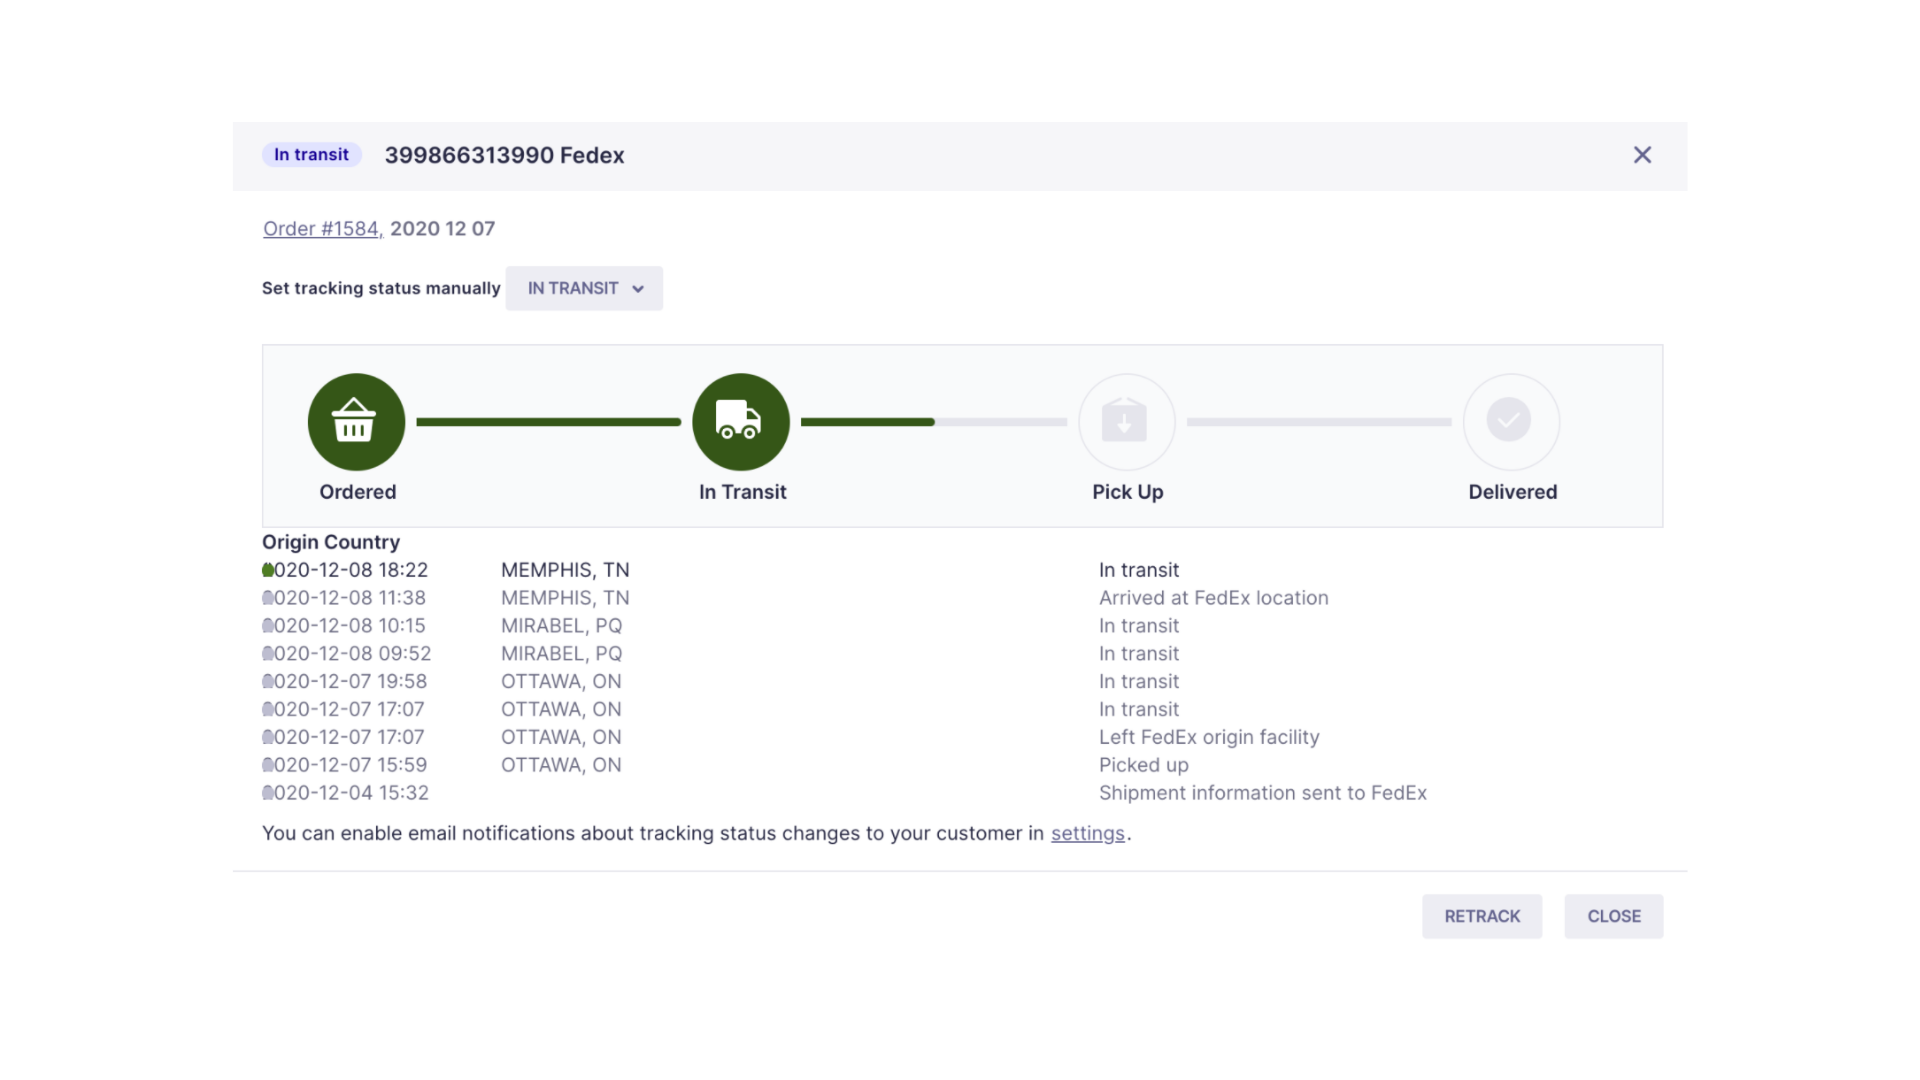 In transit 399866313990 Fedex
Order #1584, 2020 12 07
Set tracking status manually IN TRANSIT
Ordered In Transit Pick Up Delivered
Origin Country
020-12-08 18:22 MEMPHIS, TN In transit
020-12-08 11:38 MEMPHIS, TN Arrived at FedEx location
020-12-08 10:15 MIRABEL, PQ In transit
020-12-08 09:52 MIRABEL, PQ In transit
020-12-07 19:58 OTTAWA, ON In transit
020-12-07 17:07 OTTAWA, ON In transit
020-12-07 17:07 OTTAWA, ON Left FedEx origin facility
020-12-07 15:59 OTTAWA, ON Picked up
020-12-04 15:32 Shipment information sent to FedEx
You can enable email notifications about tracking status changes to your customer in settings.
RETRACK CLOSE